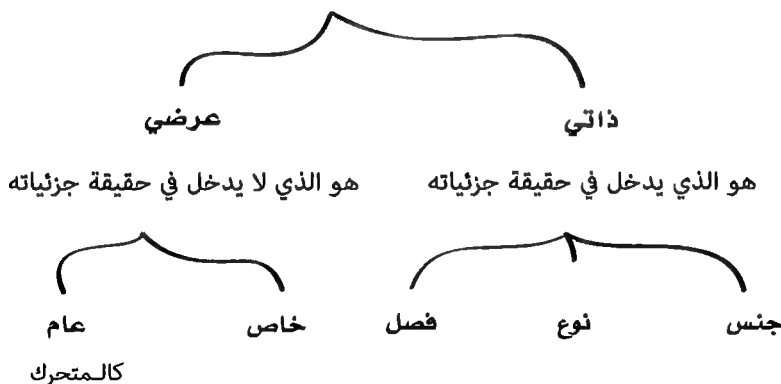 ذاتي عرضي
هو الذي يدخل في حقيقة جزئياته هو الذي لا يدخل في حقيقة جزئياته
جنس نوع فصل خاص عام
كالمتحرك